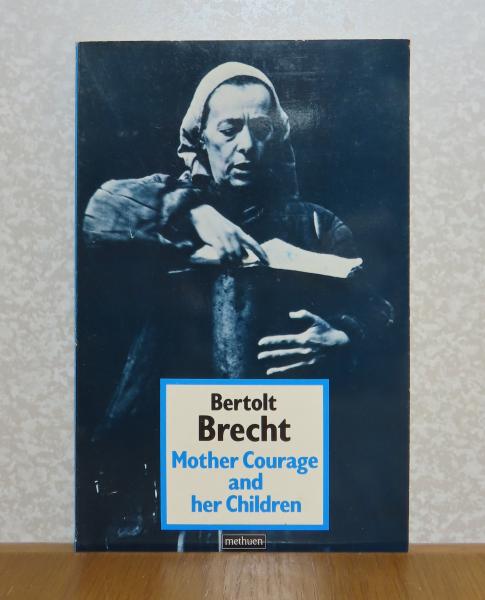 Bertolt
Brecht
Mother Courage
and
her Children
methuen